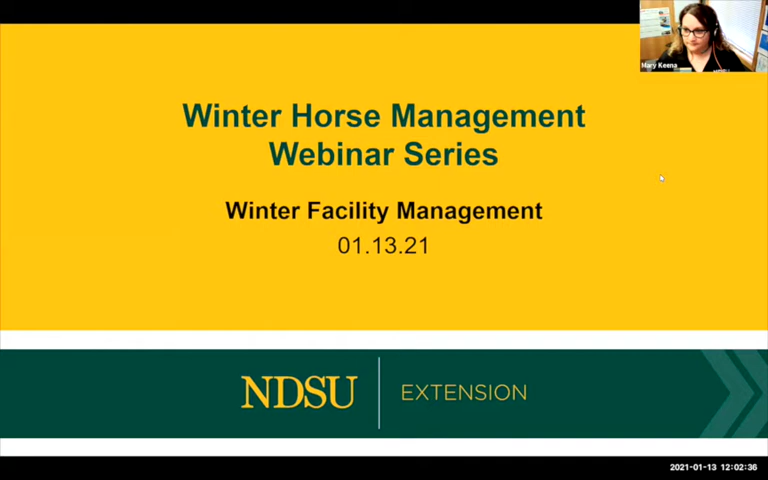 Mary Keena
Winter Horse Management
Webinar Series
Winter Facility Management
01.13.21
NDSU
EXTENSION
2021-01-13 12:02:36